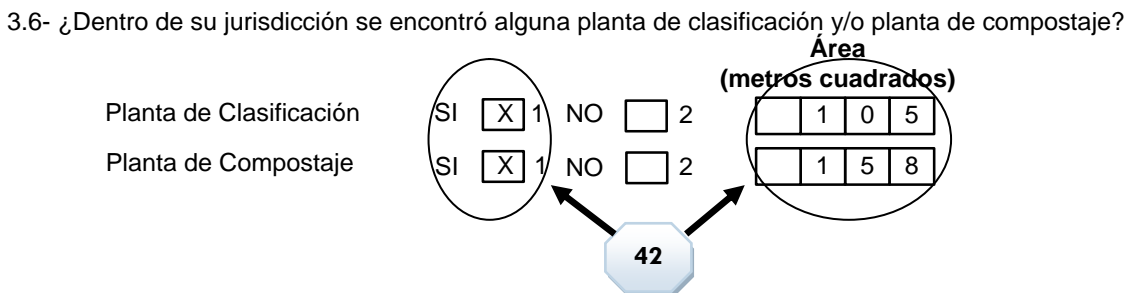 3.6- ¿Dentro de su jurisdicción se encontró alguna planta de clasificación y/o planta de compostaje?
Área
(metros cuadrados)
Planta de Clasificación SI X 1 NO 2 1 0 5
Planta de Compostaje SI X 1 NO 2 1 5 8
42